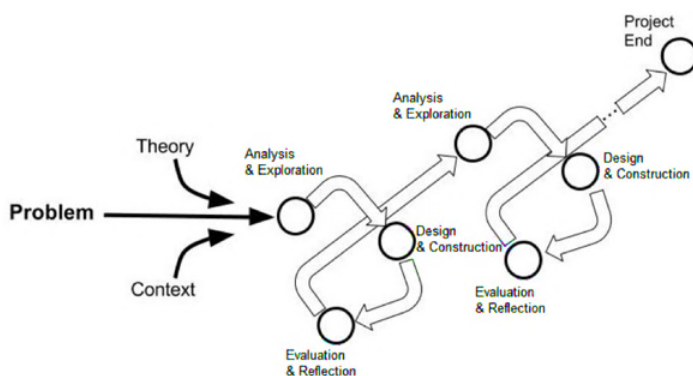 Project
End
Analysis
& Exploration
Theory
Analysis
& Exploration
Design
& Construction
Problem
Design
& Construction
Context
Evaluation
& Reflection
Evaluation
& Reflection